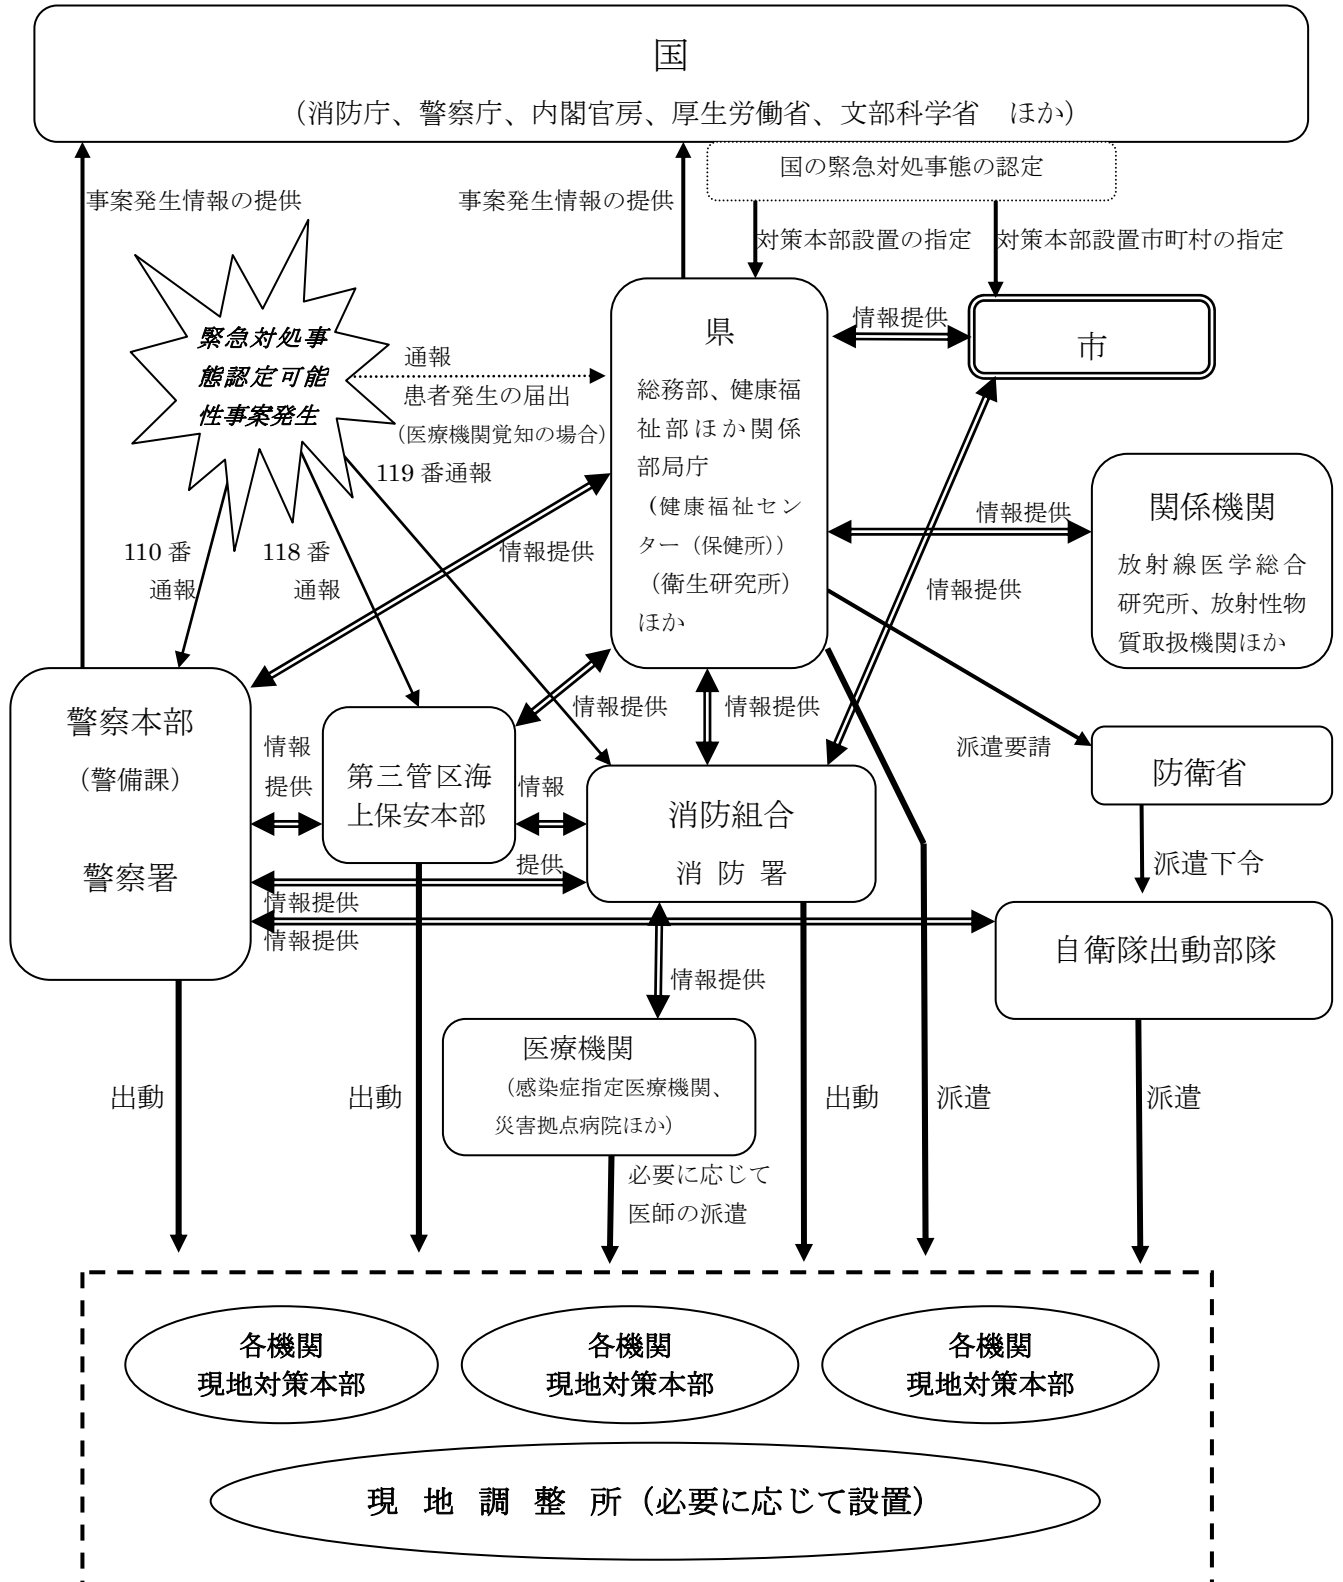 国
（消防庁、警察庁、内閣官房、厚生労働省、文部科学省　ほか）
国の緊急対処事態の認定
事案発生情報の提供
事案発生情報の提供
対策本部設置の指定
対策本部設置市町村の指定
緊急対処事
態認定可能
性事案発生
通報
患者発生の届出
（医療機関覚知の場合）
119 番通報
110 番
通報
118 番
通報
県
総務部、健康福
祉部ほか関係
部局庁
（健康福祉セン
ター（保健所））
（衛生研究所）
ほか
情報提供
市
情報提供
関係機関
放射線医学総合
研究所、放射性物
質取扱機関ほか
情報提供
情報提供
情報提供
情報提供
派遣要請
防衛省
派遣下令
警察本部
（警備課）
警察署
情報
提供
第三管区海
上保安本部
情報
提供
消防組合
消 防 署
情報提供
情報提供
自衛隊出動部隊
情報提供
医療機関
（感染症指定医療機関、
災害拠点病院ほか）
出動
出動
必要に応じて
医師の派遣
出動
派遣
派遣
各機関
現地対策本部
各機関
現地対策本部
各機関
現地対策本部
現 地 調 整 所（必要に応じて設置）